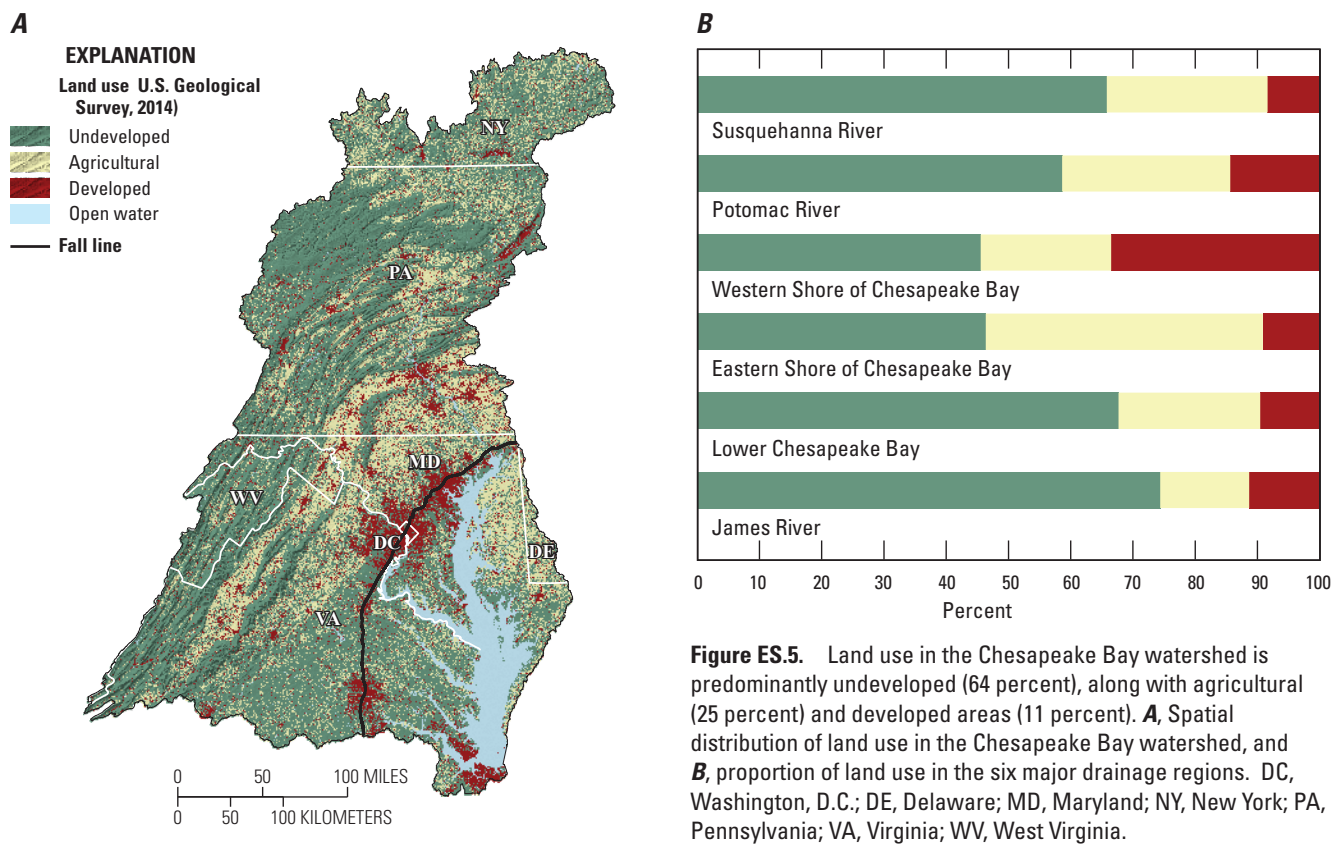 A
EXPLANATION
Land use U.S. Geological
Survey, 2014)
Undeveloped
Agricultural
Developed
Open water
Fall line
NY
PA
MD
WV
DC
DE
VA
0 50 100 MILES
0 50 100 KILOMETERS
B
Susquehanna River
Potomac River
Western Shore of Chesapeake Bay
Eastern Shore of Chesapeake Bay
Lower Chesapeake Bay
James River
0 10 20 30 40 50 60 70 80 90 100
Percent
Figure ES.5. Land use in the Chesapeake Bay watershed is
predominantly undeveloped (64 percent), along with agricultural
(25 percent) and developed areas (11 percent). A, Spatial
distribution of land use in the Chesapeake Bay watershed, and
B, proportion of land use in the six major drainage regions. DC,
Washington, D.C.; DE, Delaware; MD, Maryland; NY, New York; PA,
Pennsylvania; VA, Virginia; WV, West Virginia.